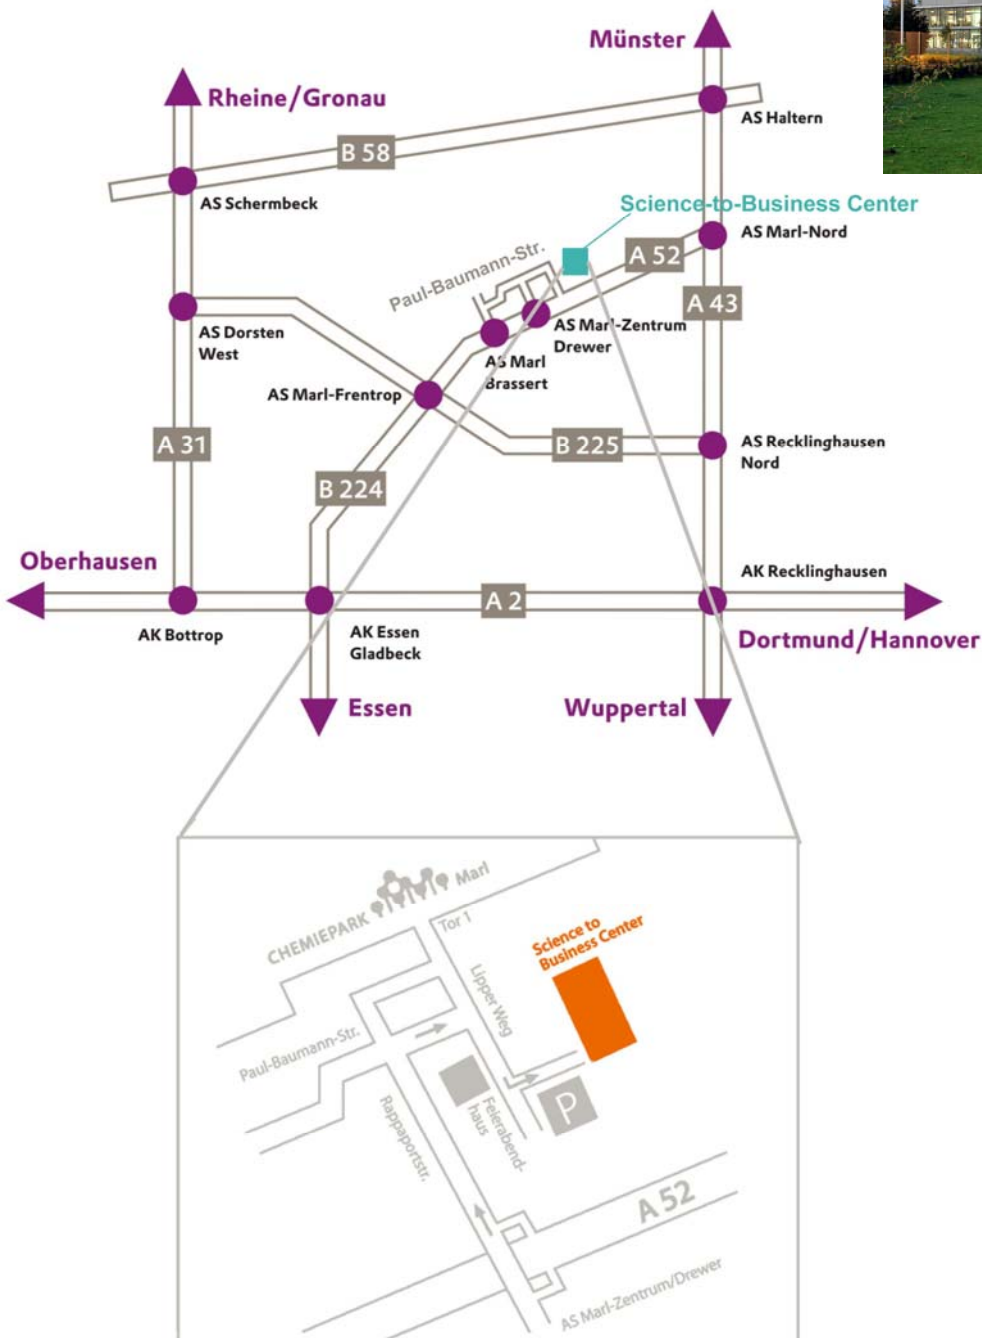 Münster
Rheine/Gronau
AS Haltern
B 58
AS Schermbeck
Science-to-Business Center
AS Marl-Nord
Paul-Baumann-Str.
A 52
A 43
AS Dorsten
West
AS Marl-Zentrum
Drewer
AS Marl
Brassert
AS Marl-Frentrop
A 31
B 225
AS Recklinghausen
Nord
B 224
Oberhausen
AK Recklinghausen
A 2
AK Bottrop
AK Essen
Gladbeck
Dortmund/Hannover
Essen
Wuppertal
CHEMIEPARK
Marl
Tor 1
Science to
Business Center
Lipper Weg
Paul-Baumann-Str.
P
Feierabend-
haus
Rappaportstr.
A 52
AS Marl-Zentrum/Drewer